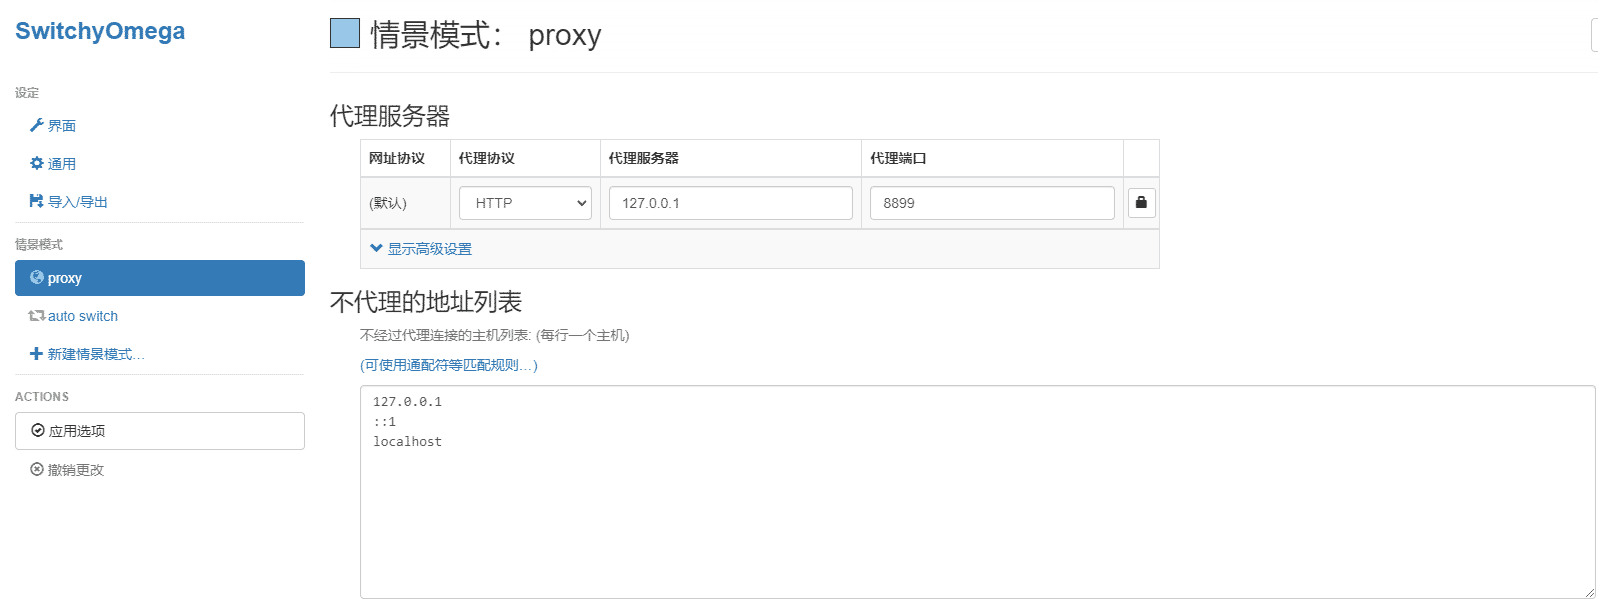 SwitchyOmega
设定
界面
通用
导入/导出
情景模式
proxy
auto switch
新建情景模式…
ACTIONS
应用选项
撤销更改
情景模式： proxy
代理服务器
网址协议 代理协议 代理服务器 代理端口
(默认) HTTP 127.0.0.1 8899
显示高级设置
不代理的地址列表
不经过代理连接的主机列表: (每行一个主机)
(可使用通配符等匹配规则…)
127.0.0.1
::1
localhost